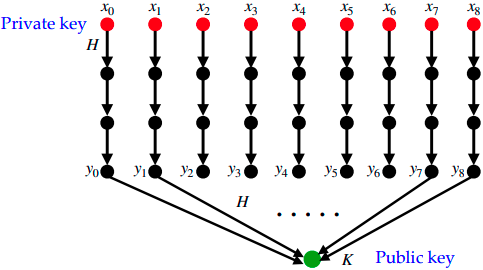 x0 x1 x2 x3 x4 x5 x6 x7 x8
Private key
H
y0 y1 y2 y3 y4 y5 y6 y7 y8
H
.....
K Public key